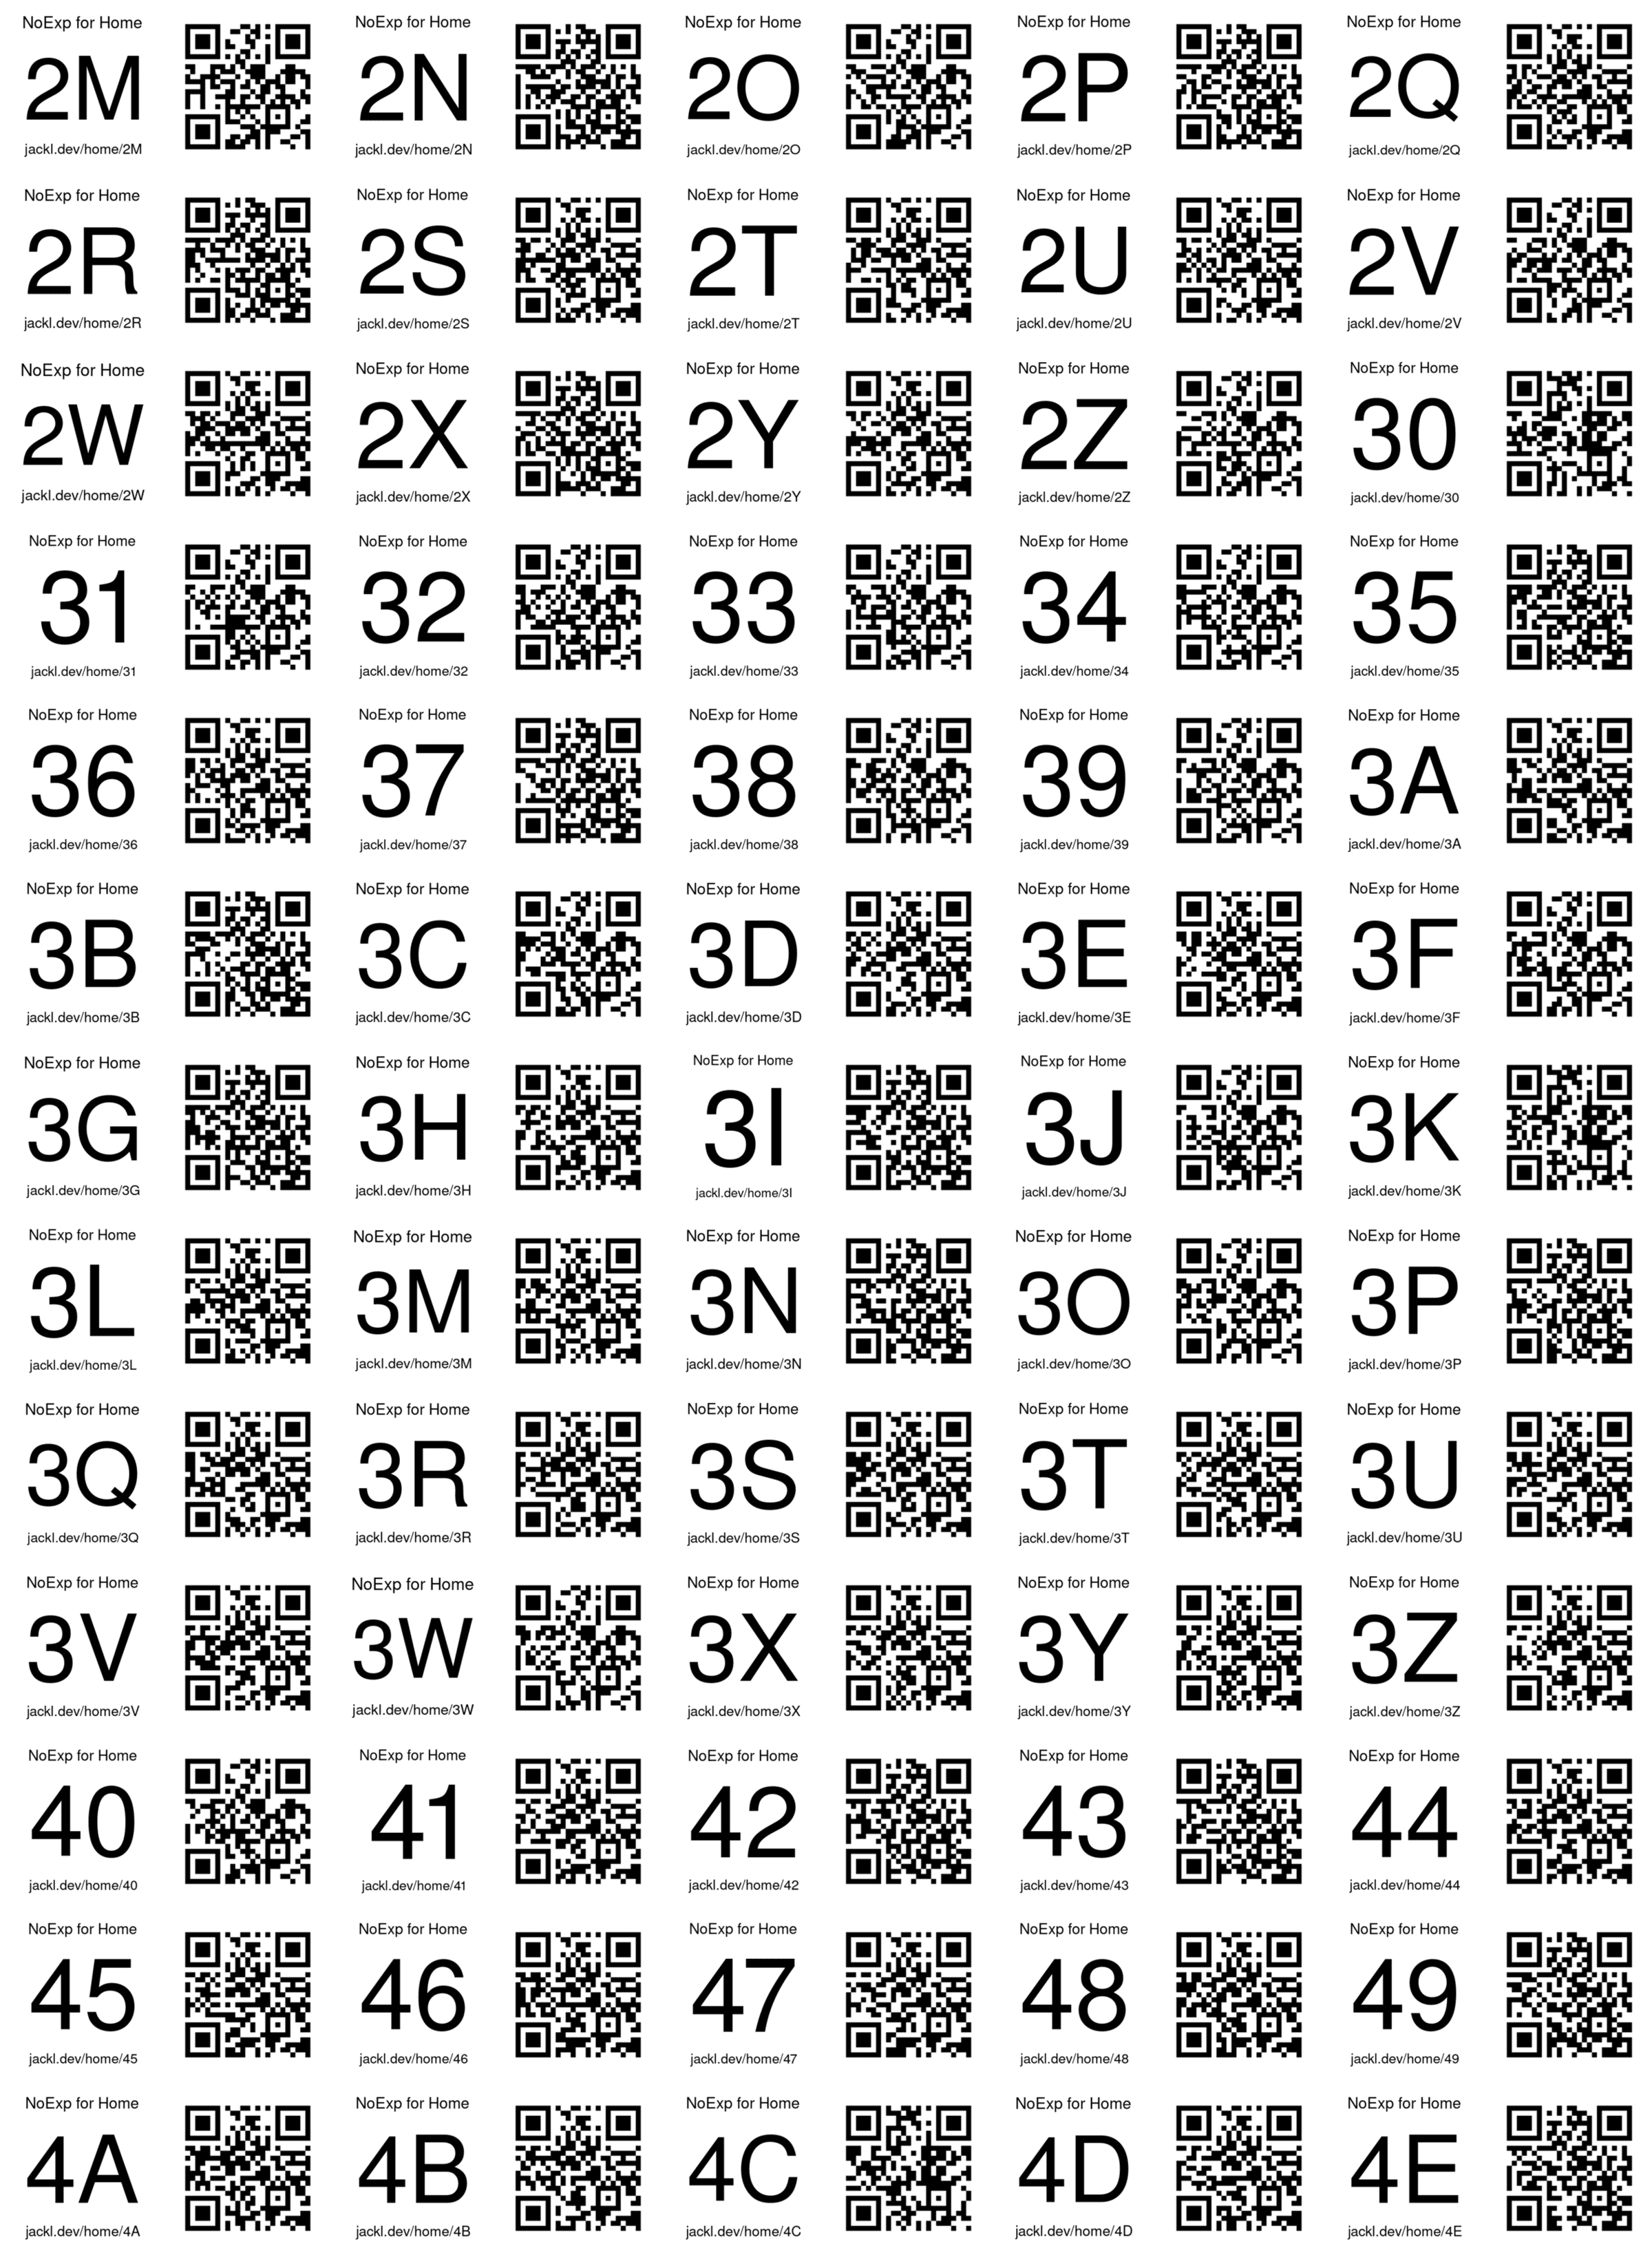 NoExp for Home
2M
jackl.dev/home/2M
NoExp for Home
2N
jackl.dev/home/2N
NoExp for Home
2O
jackl.dev/home/2O
NoExp for Home
2P
jackl.dev/home/2P
NoExp for Home
2Q
jackl.dev/home/2Q
NoExp for Home
2R
jackl.dev/home/2R
NoExp for Home
2S
jackl.dev/home/2S
NoExp for Home
2T
jackl.dev/home/2T
NoExp for Home
2U
jackl.dev/home/2U
NoExp for Home
2V
jackl.dev/home/2V
NoExp for Home
2W
jackl.dev/home/2W
NoExp for Home
2X
jackl.dev/home/2X
NoExp for Home
2Y
jackl.dev/home/2Y
NoExp for Home
2Z
jackl.dev/home/2Z
NoExp for Home
30
jackl.dev/home/30
NoExp for Home
31
jackl.dev/home/31
NoExp for Home
32
jackl.dev/home/32
NoExp for Home
33
jackl.dev/home/33
NoExp for Home
34
jackl.dev/home/34
NoExp for Home
35
jackl.dev/home/35
NoExp for Home
36
jackl.dev/home/36
NoExp for Home
37
jackl.dev/home/37
NoExp for Home
38
jackl.dev/home/38
NoExp for Home
39
jackl.dev/home/39
NoExp for Home
3A
jackl.dev/home/3A
NoExp for Home
3B
jackl.dev/home/3B
NoExp for Home
3C
jackl.dev/home/3C
NoExp for Home
3D
jackl.dev/home/3D
NoExp for Home
3E
jackl.dev/home/3E
NoExp for Home
3F
jackl.dev/home/3F
NoExp for Home
3G
jackl.dev/home/3G
NoExp for Home
3H
jackl.dev/home/3H
NoExp for Home
3I
jackl.dev/home/3I
NoExp for Home
3J
jackl.dev/home/3J
NoExp for Home
3K
jackl.dev/home/3K
NoExp for Home
3L
jackl.dev/home/3L
NoExp for Home
3M
jackl.dev/home/3M
NoExp for Home
3N
jackl.dev/home/3N
NoExp for Home
3O
jackl.dev/home/3O
NoExp for Home
3P
jackl.dev/home/3P
NoExp for Home
3Q
jackl.dev/home/3Q
NoExp for Home
3R
jackl.dev/home/3R
NoExp for Home
3S
jackl.dev/home/3S
NoExp for Home
3T
jackl.dev/home/3T
NoExp for Home
3U
jackl.dev/home/3U
NoExp for Home
3V
jackl.dev/home/3V
NoExp for Home
3W
jackl.dev/home/3W
NoExp for Home
3X
jackl.dev/home/3X
NoExp for Home
3Y
jackl.dev/home/3Y
NoExp for Home
3Z
jackl.dev/home/3Z
NoExp for Home
40
jackl.dev/home/40
NoExp for Home
41
jackl.dev/home/41
NoExp for Home
42
jackl.dev/home/42
NoExp for Home
43
jackl.dev/home/43
NoExp for Home
44
jackl.dev/home/44
NoExp for Home
45
jackl.dev/home/45
NoExp for Home
46
jackl.dev/home/46
NoExp for Home
47
jackl.dev/home/47
NoExp for Home
48
jackl.dev/home/48
NoExp for Home
49
jackl.dev/home/49
NoExp for Home
4A
jackl.dev/home/4A
NoExp for Home
4B
jackl.dev/home/4B
NoExp for Home
4C
jackl.dev/home/4C
NoExp for Home
4D
jackl.dev/home/4D
NoExp for Home
4E
jackl.dev/home/4E